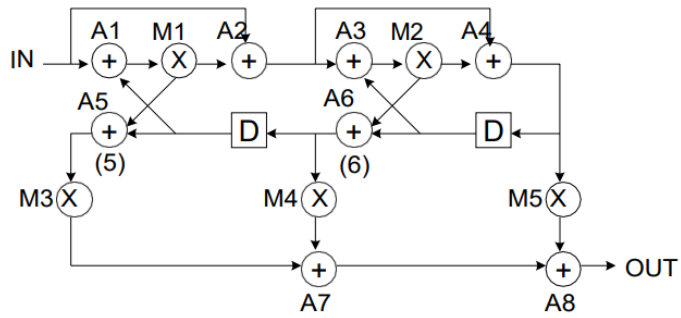 A1 M1 A2 A3 M2 A4
IN + X + + X + 
A5 A6
+ D + D
(5) (6)
M3 X M4 X M5 X
+ + OUT
A7 A8